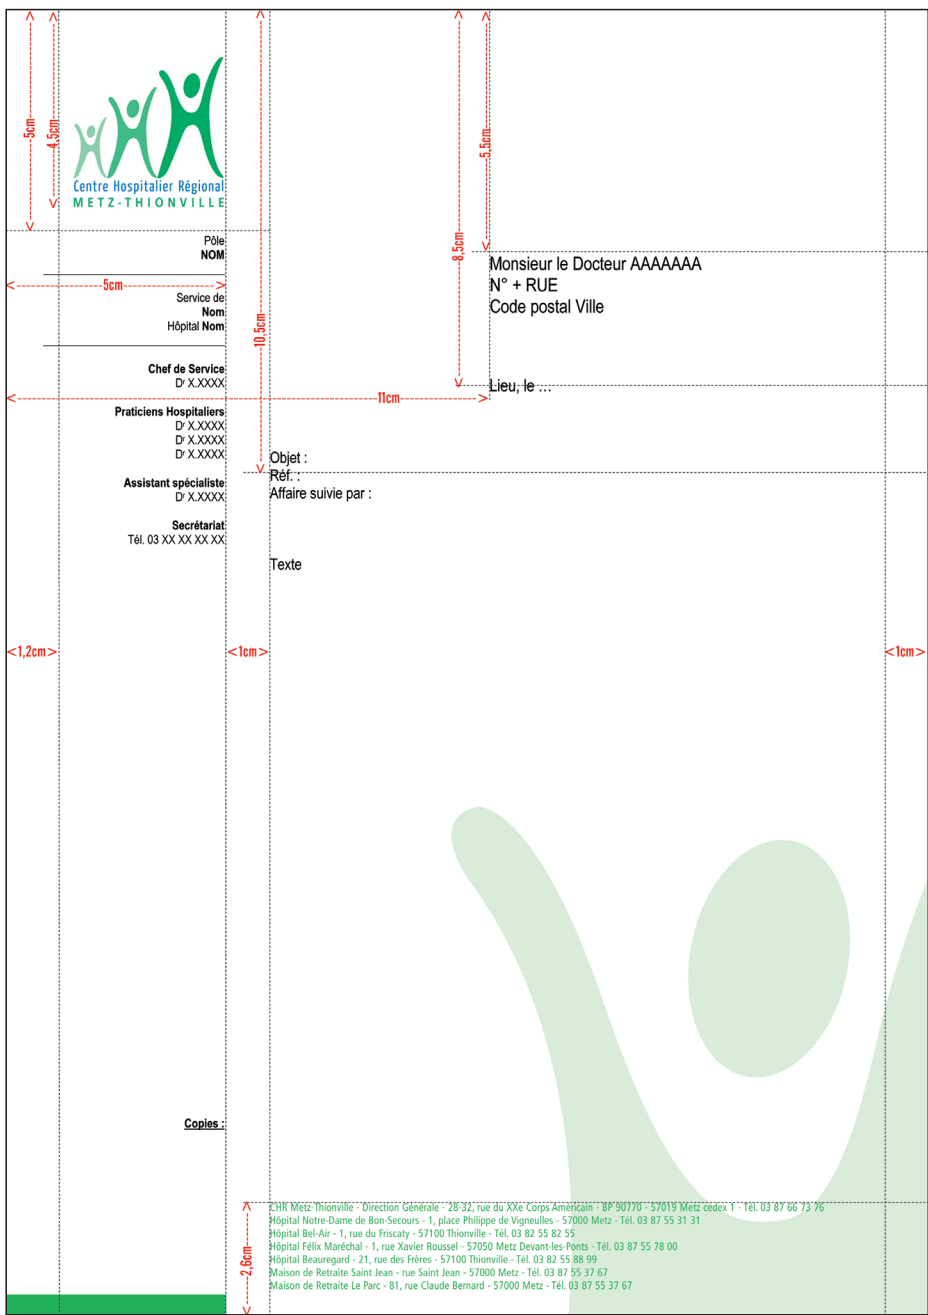 5cm
4,5cm
5,5cm
Centre Hospitalier Régional
METZ-THIONVILLE
Pôle
NOM
8,5cm
Monsieur le Docteur AAAAAAA
N° + RUE
Code postal Ville
5cm
Service de
Nom
Hôpital Nom
10,5cm
Chef de Service
Dr X.XXXX
Lieu, le ...
11cm
Praticiens Hospitaliers
Dr X.XXXX
Dr X.XXXX
Dr X.XXXX
Objet :
Réf. :
Affaire suivie par :
Assistant spécialiste
Dr X.XXXX
Secrétariat
Tél. 03 XX XX XX XX
Texte
1,2cm
1cm
1cm
Copies :
2,6cm
CHR Metz-Thionville - Direction Générale - 28-32, rue du XXe Corps Américain - BP 90770 - 57019 Metz cedex 1 - Tél. 03 87 66 73 76
Hôpital Notre-Dame de Bon-Secours - 1, place Philippe de Vigneulles - 57000 Metz - Tél. 03 87 55 31 31
Hôpital Bel-Air - 1, rue du Friscaty - 57100 Thionville - Tél. 03 82 55 82 55
Hôpital Félix Maréchal - 1, rue Xavier Roussel - 57050 Metz Devant-les-Ponts - Tél. 03 87 55 78 00
Hôpital Beauregard - 21, rue des Frères - 57100 Thionville - Tél. 03 82 55 88 99
Maison de Retraite Saint Jean - rue Saint Jean - 57000 Metz - Tél. 03 87 55 37 67
Maison de Retraite Le Parc - 81, rue Claude Bernard - 57000 Metz - Tél. 03 87 55 37 67